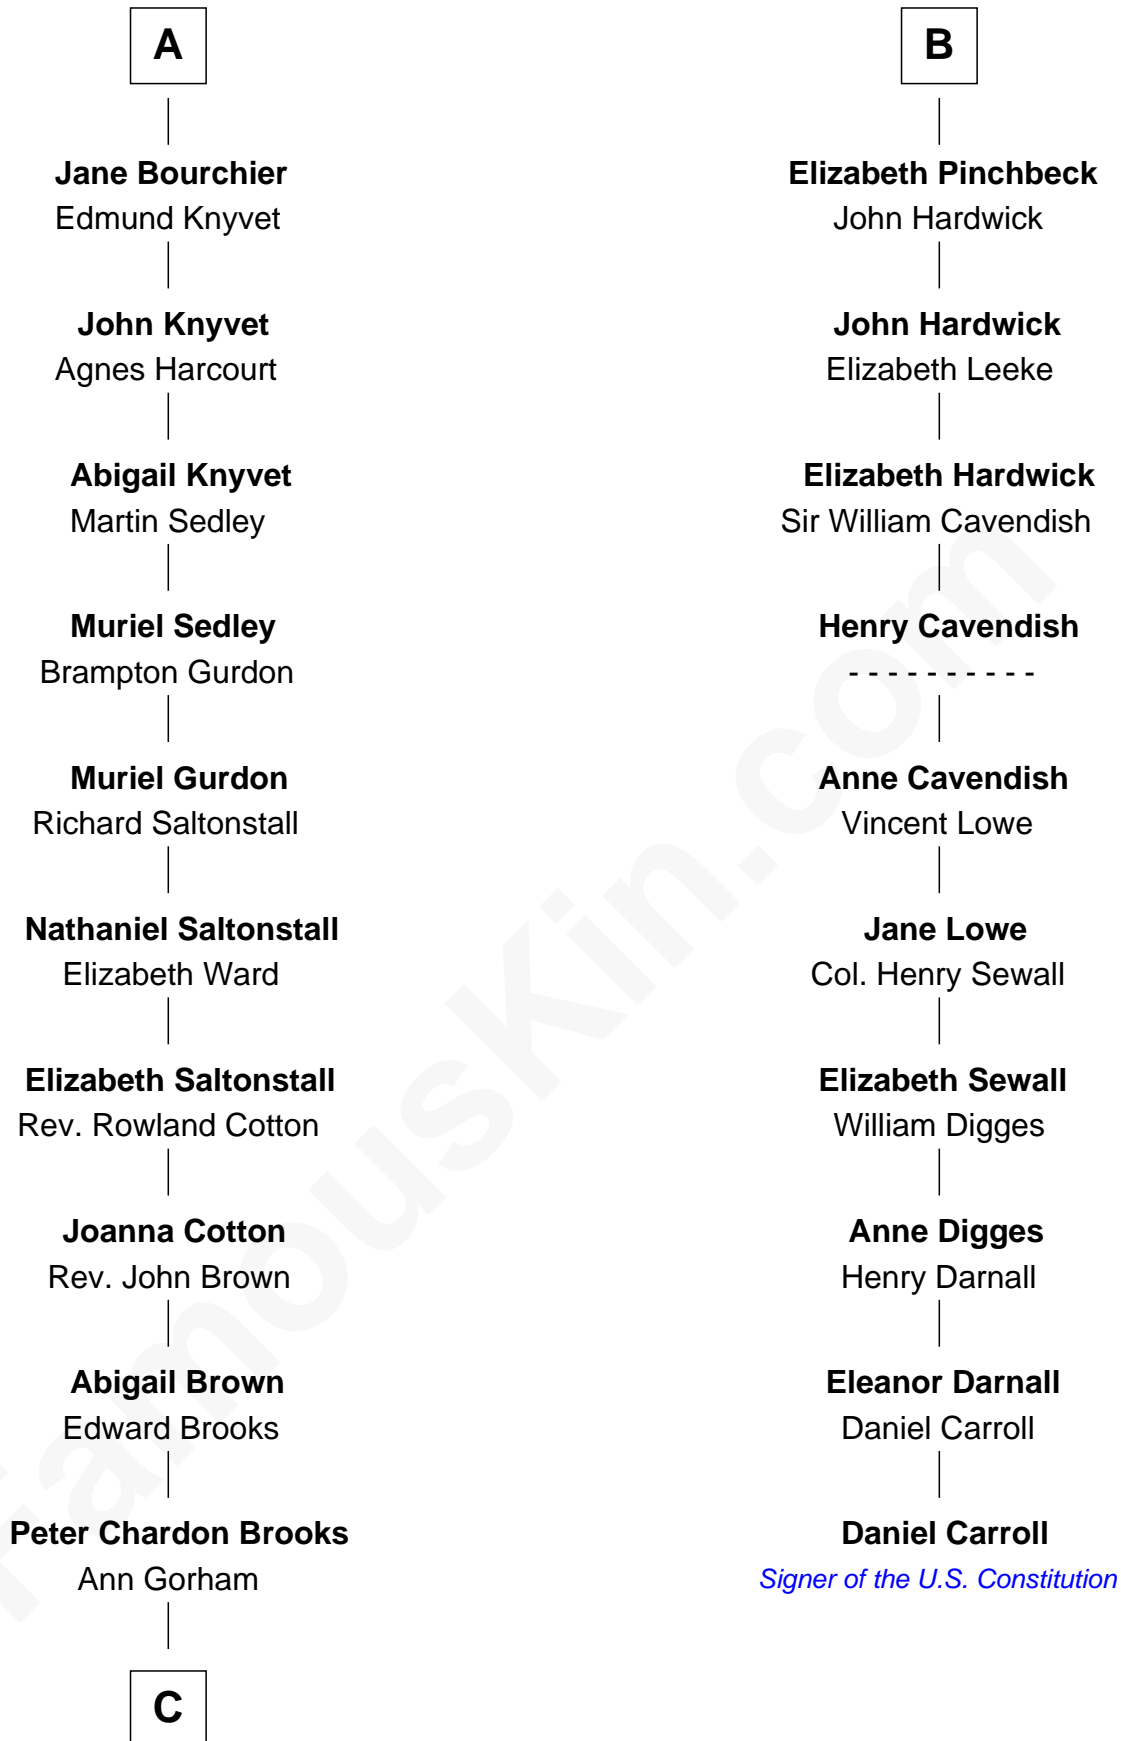 A
Jane Bourchier
Edmund Knyvet
John Knyvet
Agnes Harcourt
Abigail Knyvet
Martin Sedley
Muriel Sedley
Brampton Gurdon
Muriel Gurdon
Richard Saltonstall
Nathaniel Saltonstall
Elizabeth Ward
Elizabeth Saltonstall
Rev. Rowland Cotton
Joanna Cotton
Rev. John Brown
Abigail Brown
Edward Brooks
Peter Chardon Brooks
Ann Gorham
C
B
Elizabeth Pinchbeck
John Hardwick
John Hardwick
Elizabeth Leeke
Elizabeth Hardwick
Sir William Cavendish
Henry Cavendish
- - - - - - - - - -
Anne Cavendish
Vincent Lowe
Jane Lowe
Col. Henry Sewall
Elizabeth Sewall
William Digges
Anne Digges
Henry Darnall
Eleanor Darnall
Daniel Carroll
Daniel Carroll
Signer of the U.S. Constitution
FamousKin.com